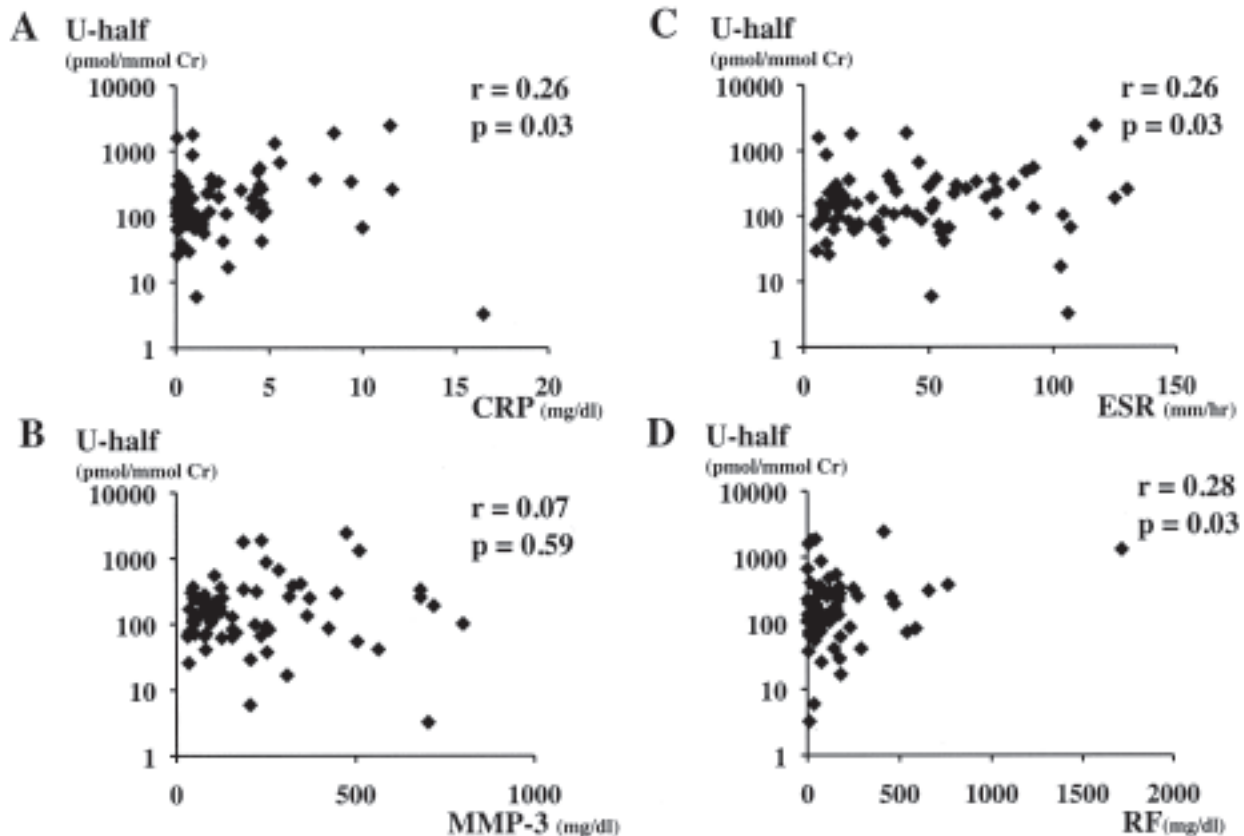 A U-half
(pmol/mmol Cr)
r = 0.26
p = 0.03
10000
1000
100
10
1
0 5 10 15 20
CRP (mg/dl)
C U-half
(pmol/mmol Cr)
r = 0.26
p = 0.03
10000
1000
100
10
1
0 50 100 150
ESR (mm/hr)
B U-half
(pmol/mmol Cr)
r = 0.07
p = 0.59
10000
1000
100
10
1
0 500 1000
MMP-3 (mg/dl)
D U-half
(pmol/mmol Cr)
r = 0.28
p = 0.03
10000
1000
100
10
1
0 500 1000 1500 2000
RF(mg/dl)